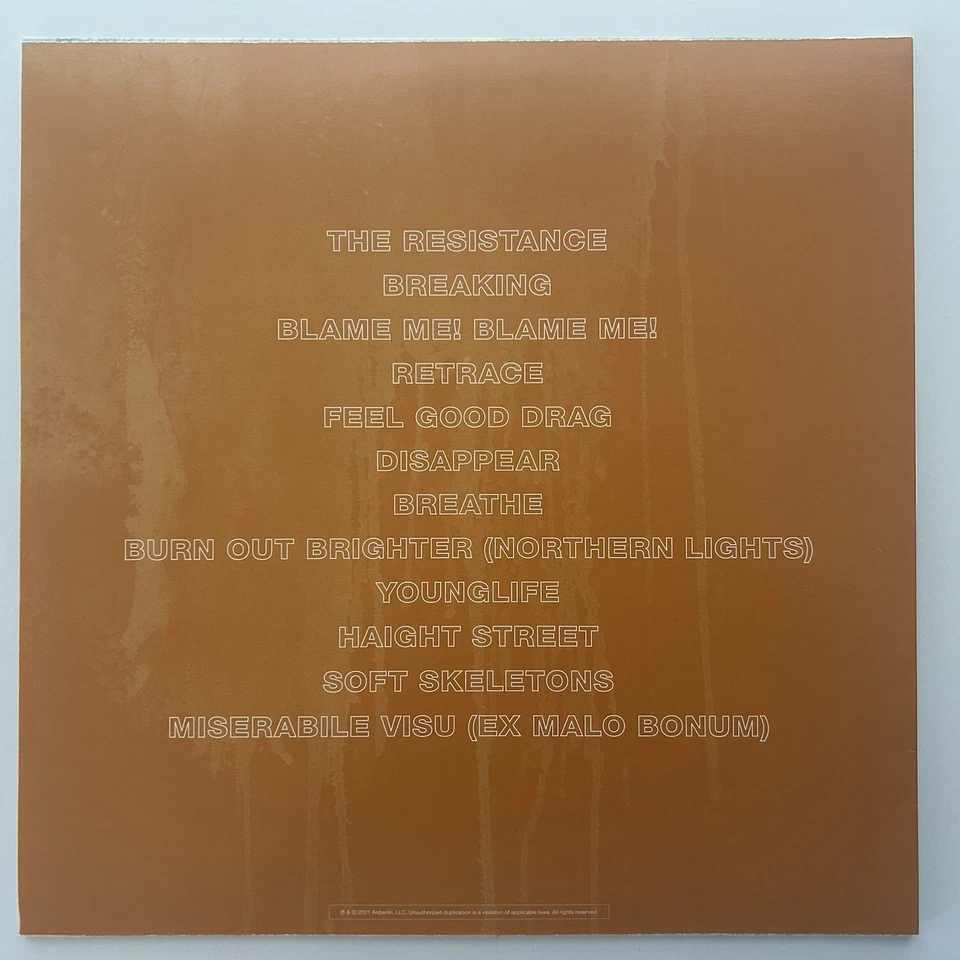 THE RESISTANCE
BREAKING
BLAME ME! BLAME ME!
RETRACE
FEEL GOOD DRAG
DISAPPEAR
BREATHE
BURN OUT BRIGHTER (NORTHERN LIGHTS)
YOUNGLIFE
HAIGHT STREET
SOFT SKELETONS
MISERABILE VISU (EX MALO BONUM)
℗ & © 2021 Anberlin, LLC. Unauthorized duplication is a violation of applicable laws. All rights reserved.